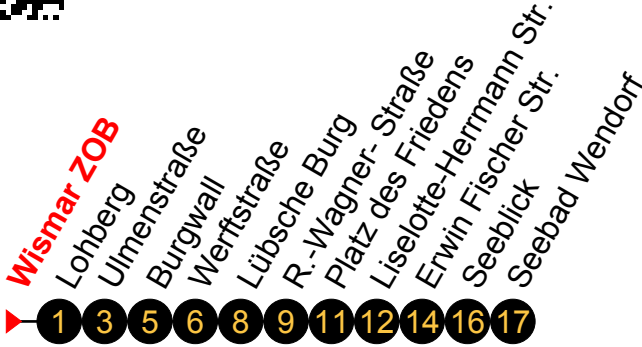 Wismar ZOB
Lohberg
Ulmenstraße
Burgwall
Werftstraße
Lübsche Burg
R.-Wagner- Straße
Platz des Friedens
Liselotte-Herrmann Str.
Erwin Fischer Str.
Seeblick
Seebad Wendorf
1 3 5 6 8 9 11 12 14 16 17